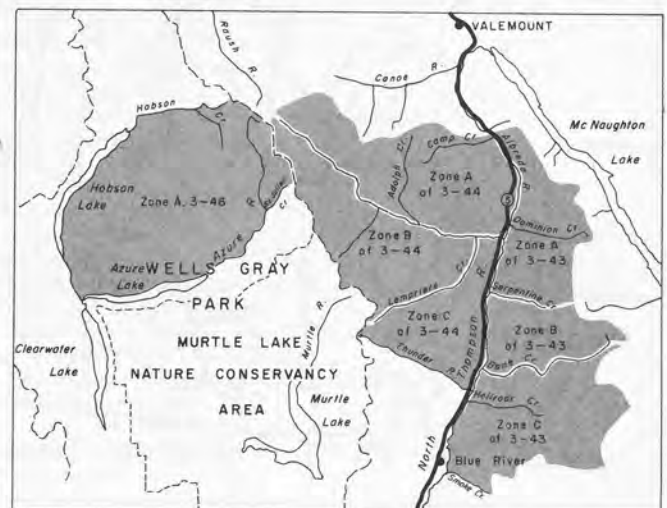 VALEMOUNT
Raush R.
Canoe R.
Mc Naughton
Lake
Hobson Cr.
Camp Cr.
Albreda R.
Adolph Cr.
Zone A
of 3-44
5
Hobson
Lake
Zone A, 3-46
Dominion Cr.
Zone B
of 3-44
Zone A
of 3-43
Azure R.
Azure
Lake
WELLS GRAY
PARK
Lempriere Cr.
Serpentine Cr.
Zone C
of 3-44
Zone B
of 3-43
MURTLE LAKE
NATURE CONSERVANCY
AREA
Murtle R.
Thunder R.
Bone Cr.
Clearwater
Lake
Murtle
Lake
Hellroar Cr.
Zone C
of 3-43
North Thompson R.
Blue River
Smoke Cr.